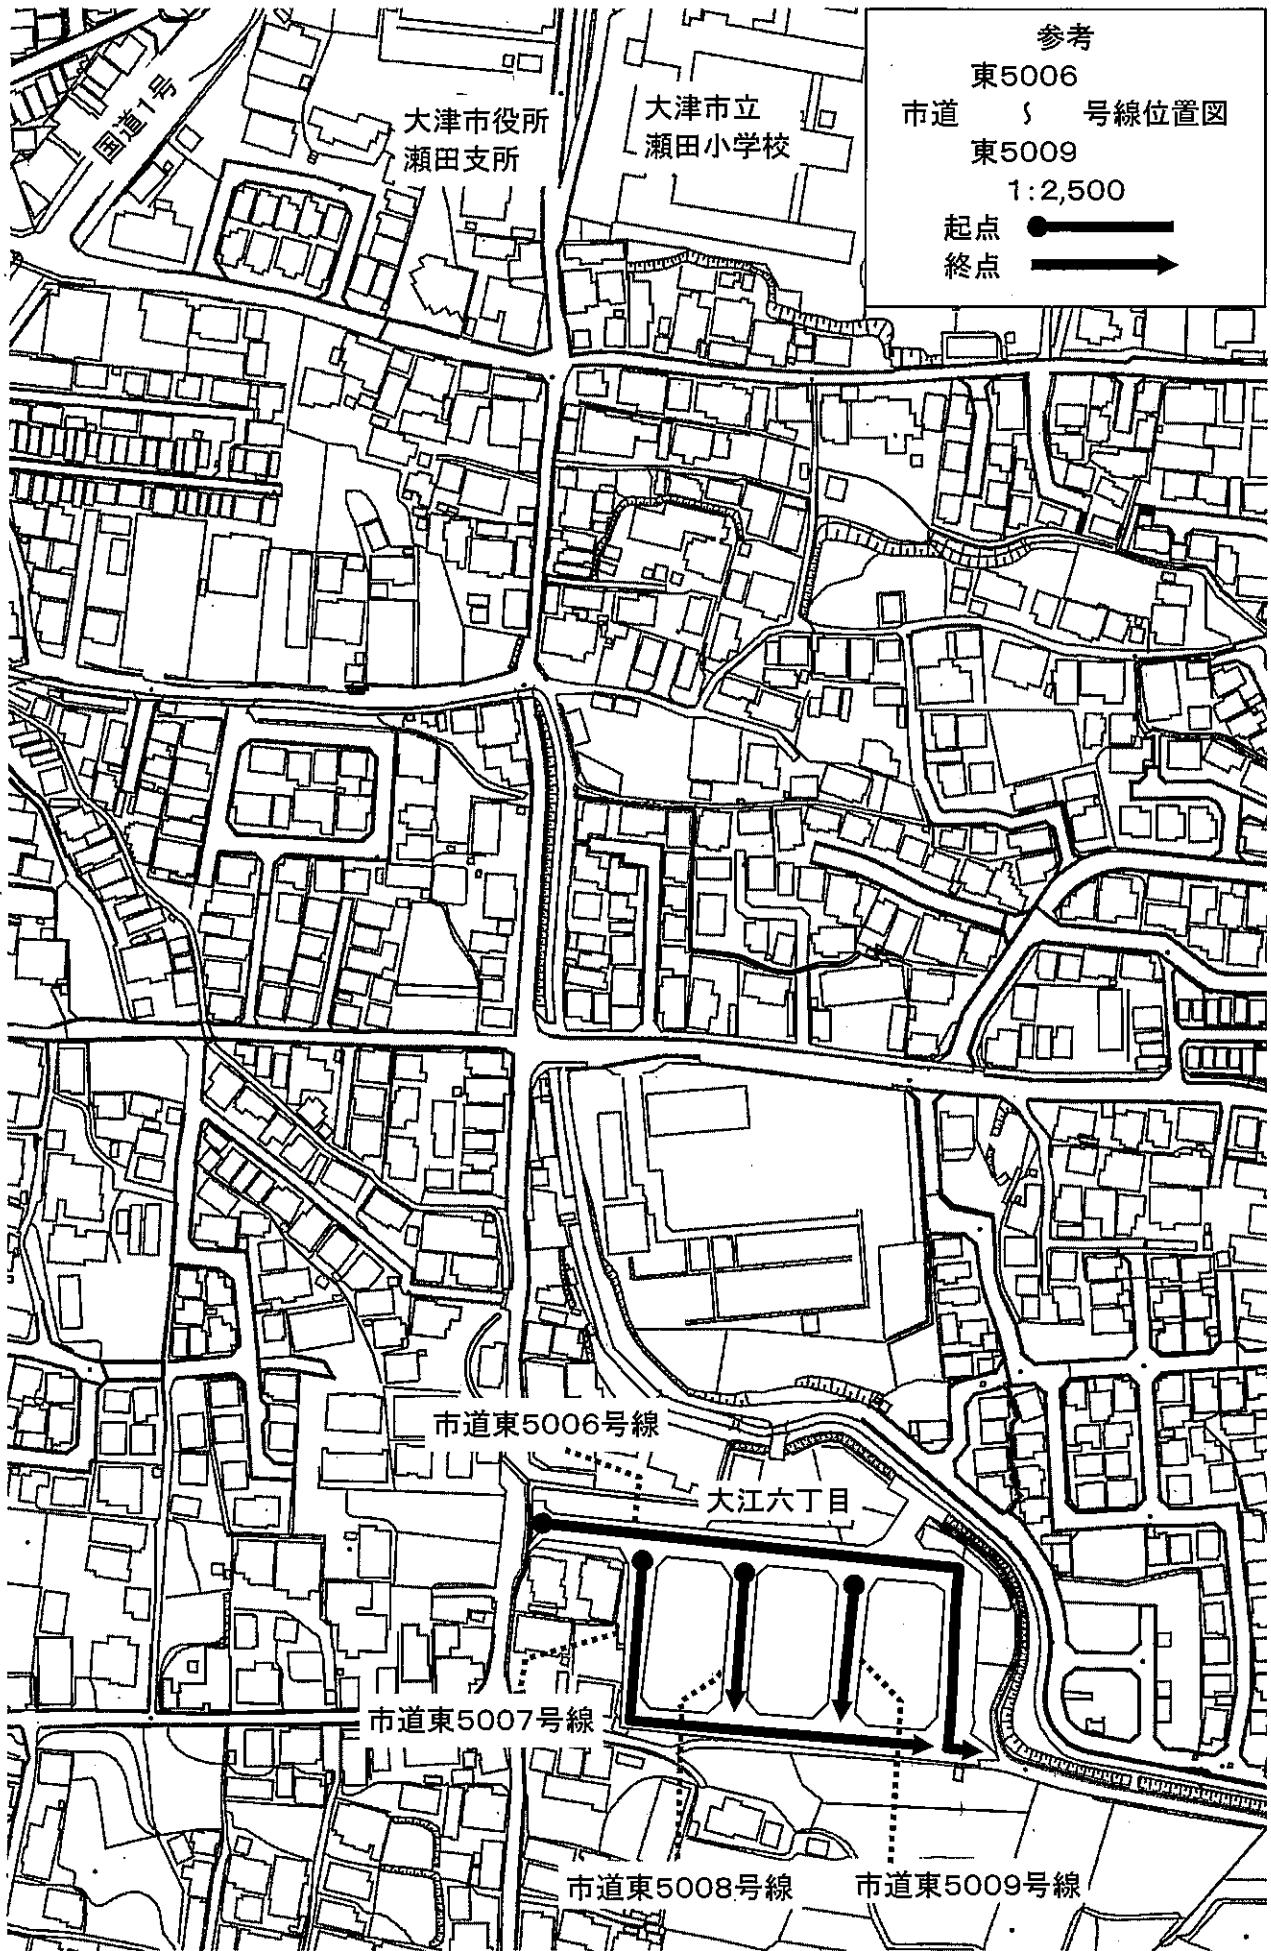 参考
東5006
市道 ~ 号線位置図
東5009
1:2,500
起点
終点
国道1号
大津市役所
瀬田支所
大津市立
瀬田小学校
市道東5006号線
大江六丁目
市道東5007号線
市道東5008号線
市道東5009号線